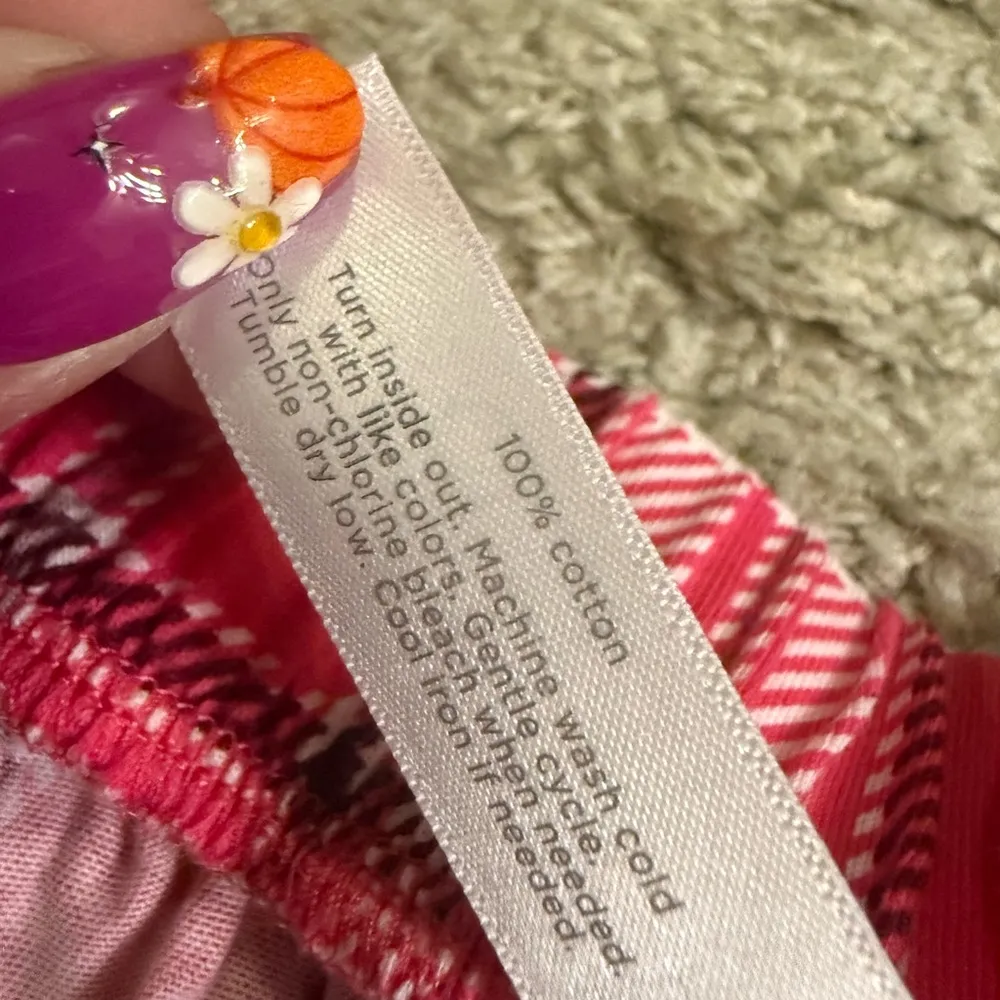 100% cotton
Turn inside out. Machine wash cold
with like colors. Gentle cycle.
Only non-chlorine bleach when needed.
Tumble dry low. Cool iron if needed.